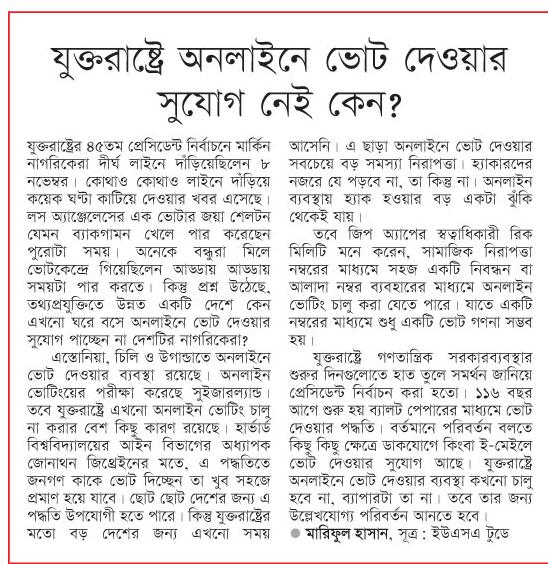 যুক্তরাষ্ট্রে অনলাইনে ভোট দেওয়ার
সুযোগ নেই কেন?
যুক্তরাষ্ট্রের ৪৫তম প্রেসিডেন্ট নির্বাচনে মার্কিন
নাগরিকেরা দীর্ঘ লাইনে দাঁড়িয়েছিলেন ৮
নভেম্বর। কোথাও কোথাও লাইনে দাঁড়িয়ে
কয়েক ঘণ্টা কাটিয়ে দেওয়ার খবর এসেছে।
লস অ্যাঞ্জেলেসের এক ভোটার জয়া শেলটন
যেমন ব্যাকগামন খেলে পার করেছেন
পুরোটা সময়। অনেকে বন্ধুরা মিলে
ভোটকেন্দ্রে গিয়েছিলেন আড্ডায় আড্ডায়
সময়টা পার করতে। কিন্তু প্রশ্ন উঠেছে,
তথ্যপ্রযুক্তিতে উন্নত একটি দেশে কেন
এখনো ঘরে বসে অনলাইনে ভোট দেওয়ার
সুযোগ পাচ্ছেন না দেশটির নাগরিকেরা?
এস্তোনিয়া, চিলি ও উগান্ডাতে অনলাইনে
ভোট দেওয়ার ব্যবস্থা রয়েছে। অনলাইন
ভোটিংয়ের পরীক্ষা করেছে সুইজারল্যান্ড।
তবে যুক্তরাষ্ট্রে এখনো অনলাইন ভোটিং চালু
না করার বেশ কিছু কারণ রয়েছে। হার্ভার্ড
বিশ্ববিদ্যালয়ের আইন বিভাগের অধ্যাপক
জোনাথন জিথ্রেইনের মতে, এ পদ্ধতিতে
জনগণ কাকে ভোট দিচ্ছেন তা খুব সহজে
প্রমাণ হয়ে যাবে। ছোট ছোট দেশের জন্য এ
পদ্ধতি উপযোগী হতে পারে। কিন্তু যুক্তরাষ্ট্রের
মতো বড় দেশের জন্য এখনো সময়
আসেনি। এ ছাড়া অনলাইনে ভোট দেওয়ার
সবচেয়ে বড় সমস্যা নিরাপত্তা। হ্যাকারদের
নজরে যে পড়বে না, তা কিন্তু না। অনলাইন
ব্যবস্থায় হ্যাক হওয়ার বড় একটা ঝুঁকি
থেকেই যায়।
তবে জিপ অ্যাপের স্বত্বাধিকারী রিক
মিলিটি মনে করেন, সামাজিক নিরাপত্তা
নম্বরের মাধ্যমে সহজ একটি নিবন্ধন বা
আলাদা নম্বর ব্যবহারের মাধ্যমে অনলাইন
ভোটিং চালু করা যেতে পারে। যাতে একটি
নম্বরের মাধ্যমে শুধু একটি ভোট গণনা সম্ভব
হয়।
যুক্তরাষ্ট্রে গণতান্ত্রিক সরকারব্যবস্থার
শুরুর দিনগুলোতে হাত তুলে সমর্থন জানিয়ে
প্রেসিডেন্ট নির্বাচন করা হতো। ১১৬ বছর
আগে শুরু হয় ব্যালট পেপারের মাধ্যমে ভোট
দেওয়ার পদ্ধতি। বর্তমানে পরিবর্তন বলতে
কিছু কিছু ক্ষেত্রে ডাকযোগে কিংবা ই-মেইলে
ভোট দেওয়ার সুযোগ আছে। যুক্তরাষ্ট্রে
অনলাইনে ভোট দেওয়ার ব্যবস্থা কখনো চালু
হবে না, ব্যাপারটা তা না। তবে তার জন্য
উল্লেখযোগ্য পরিবর্তন আনতে হবে।
● মারিফুল হাসান, সূত্র : ইউএসএ টুডে